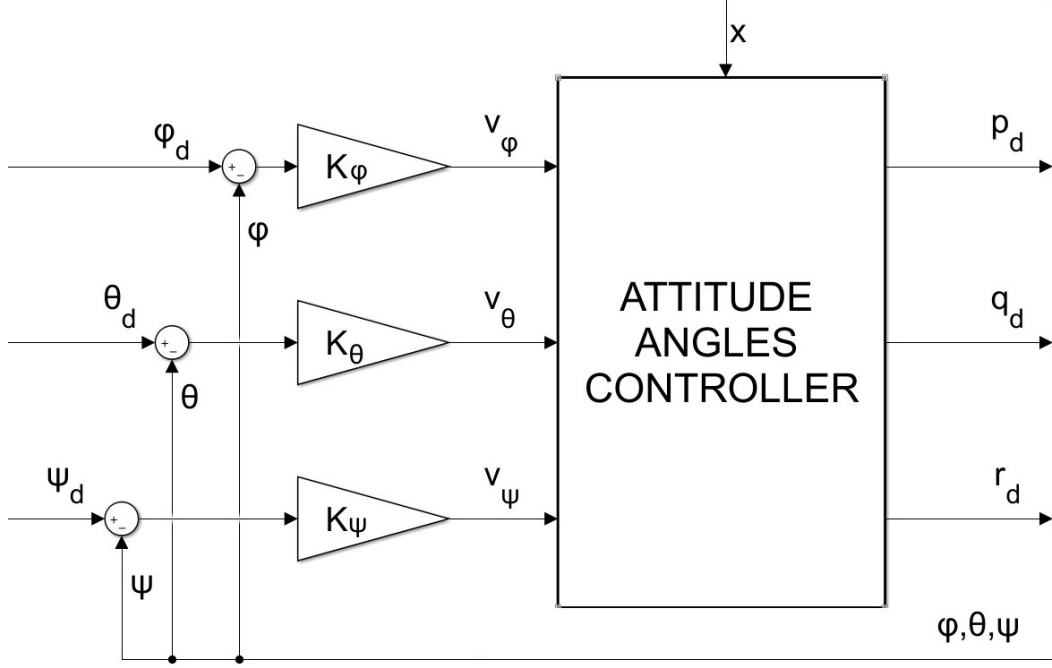 x
φd
+
−
Kφ
vφ
pd
φ
θd
+
−
Kθ
vθ
ATTITUDE
ANGLES
CONTROLLER
qd
θ
ψd
+
−
Kψ
vψ
rd
ψ
φ,θ,ψ